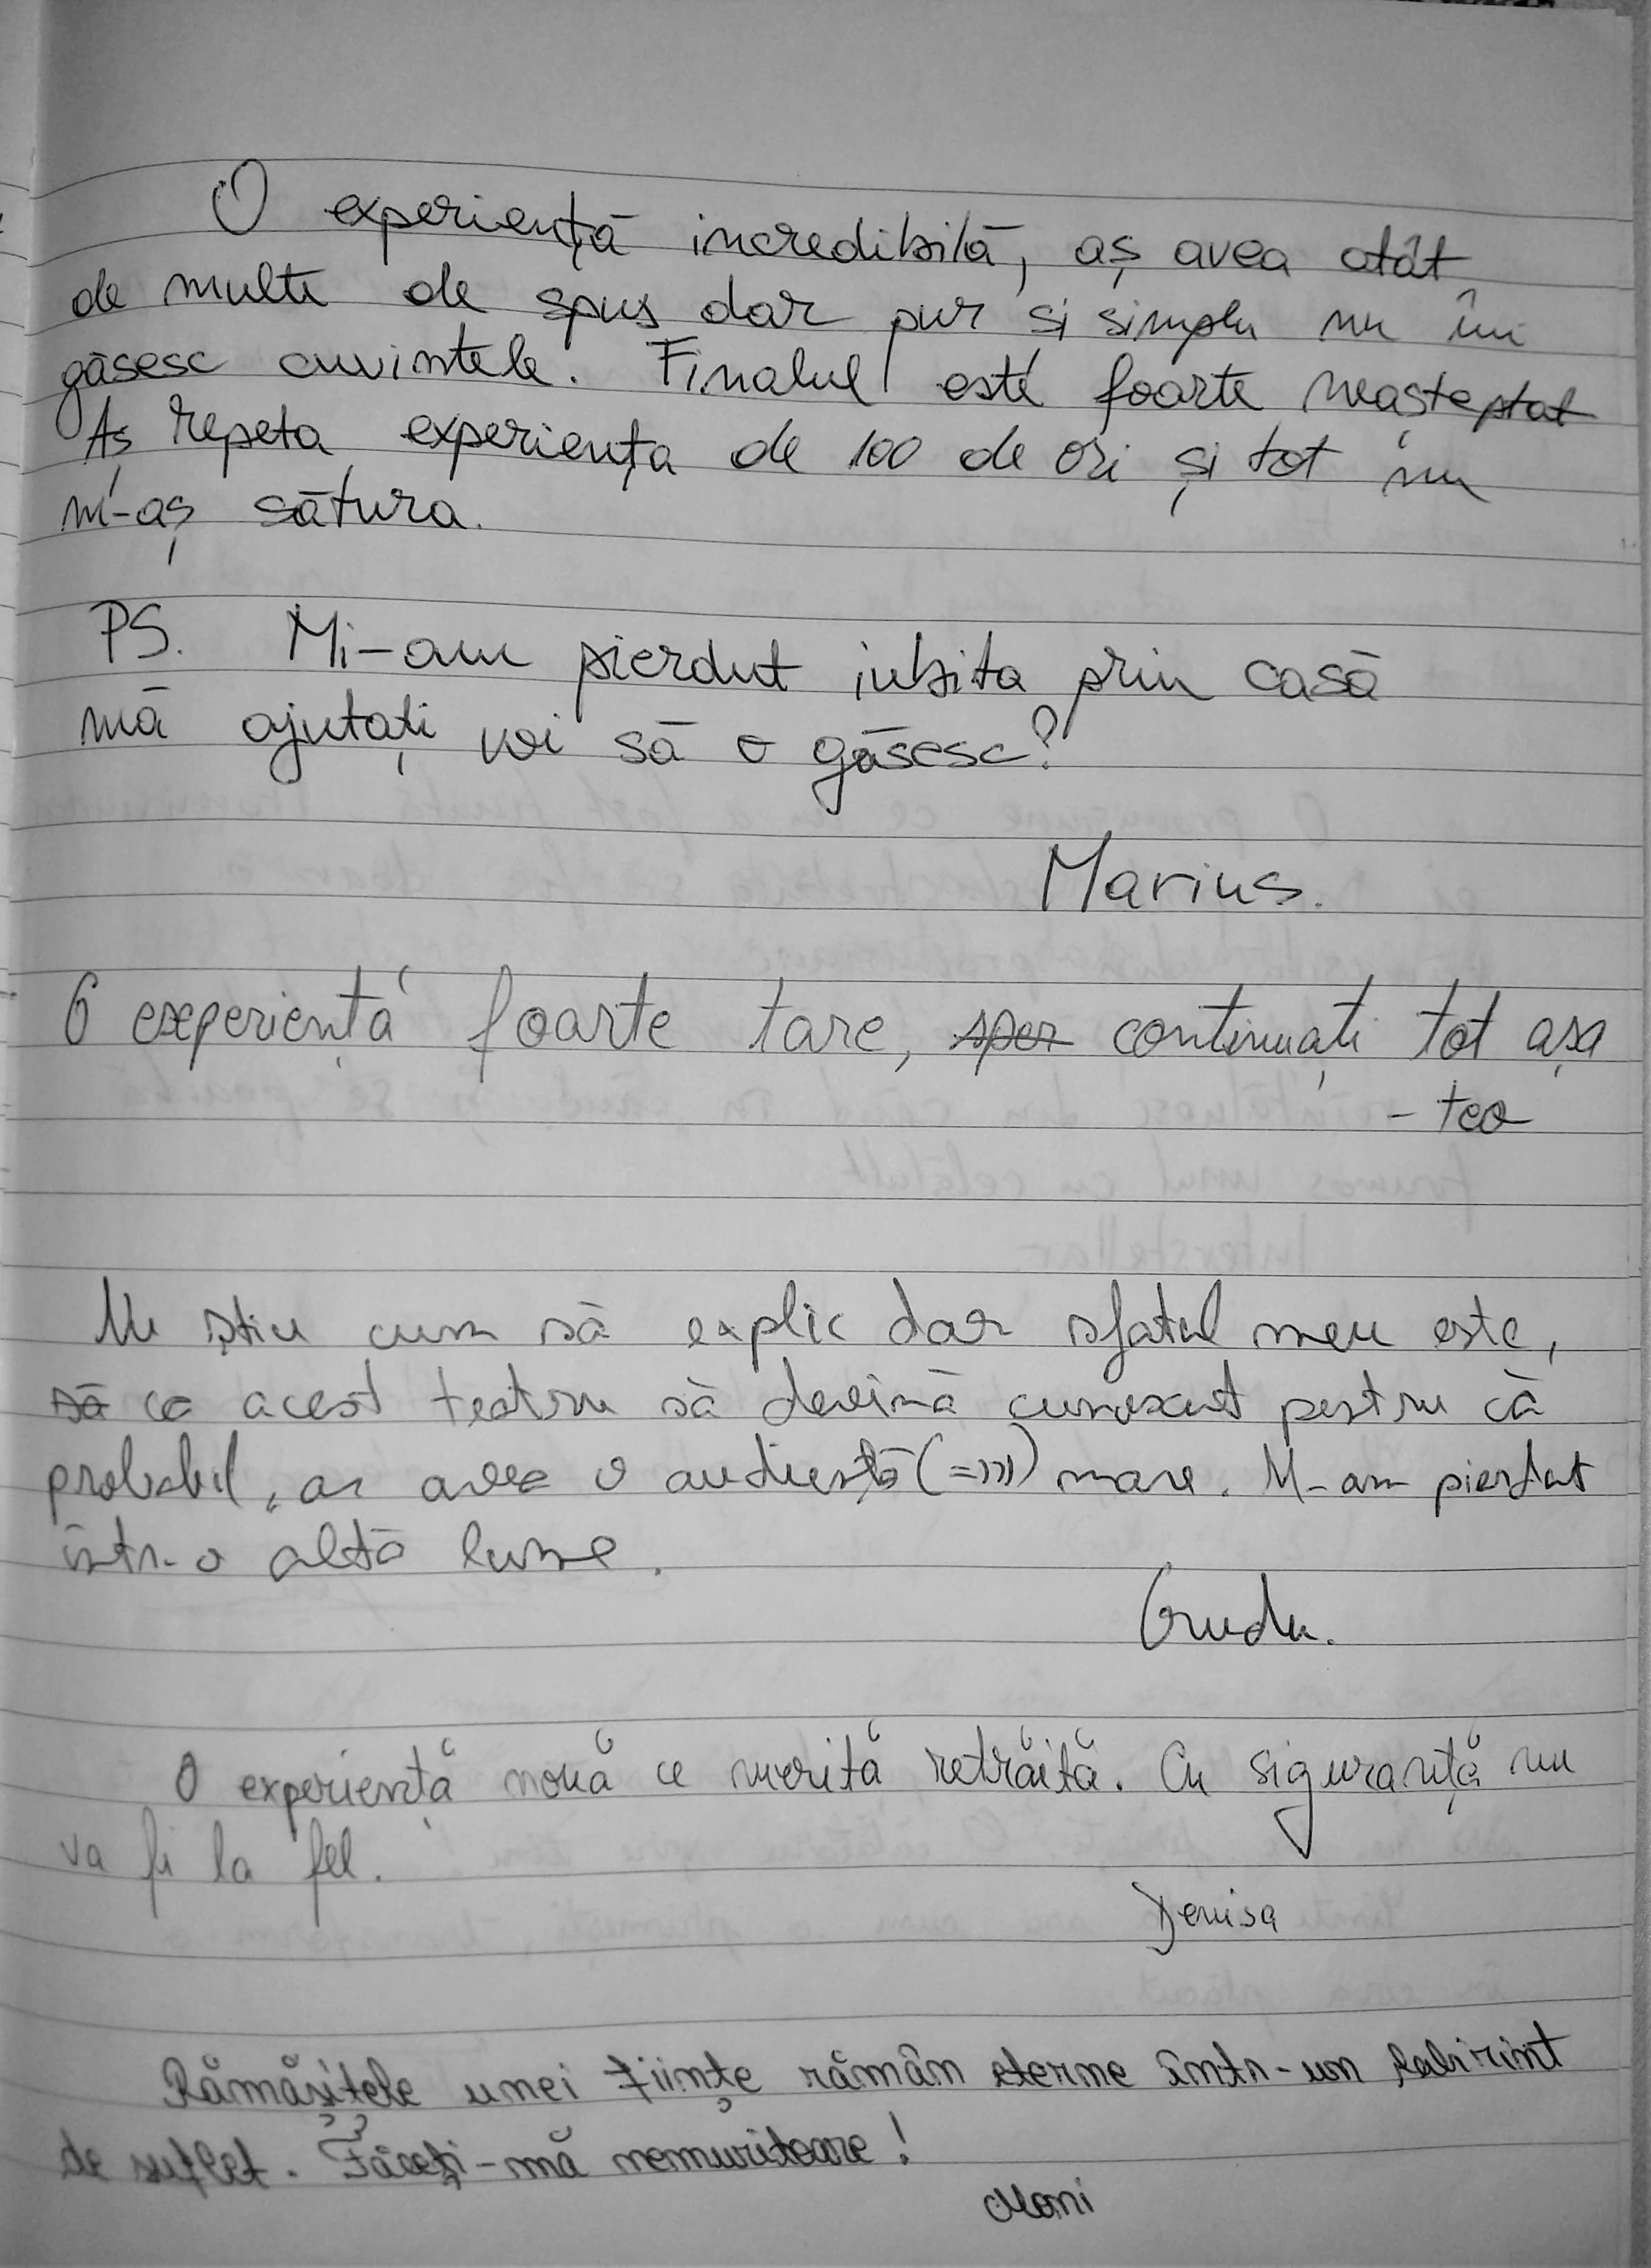 O experiență incredibilă, aș avea atât
de multe de spus dar pur si simplu nu îmi
găsesc cuvintele. Finalul este foarte neașteptat
Aș repeta experiența de 100 de ori și tot nu
m-aș sătura.
PS. Mi-am pierdut iubita prin casă
mă ajutați voi să o găsesc?
Marius.
O experiență foarte tare, sper continuați tot așa
- teo
Nu știu cum să explic dar sfatul meu este,
să ca acest teatru să devină cunoscut pentru că
probabil, ar avea o audiență (=)))) mare. M-am pierdut
într-o altă lume.
O experiență nouă ce merită retrăită. Cu siguranță nu
va fi la fel.
Denisa
Rămășițele unei ființe rămân eterne într-un labirint
de suflet. Făceți-mă nemuritoare!
Moni